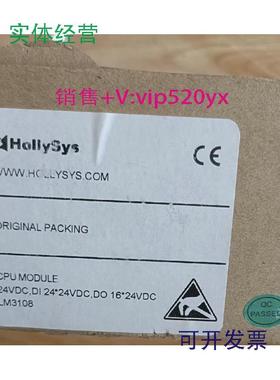 实体经营
销售+V:vip520yx
HollySys
WWW.HOLLYSYS.COM
CE
ORIGINAL PACKING
CPU MODULE
24VDC,DI 24*24VDC,DO 16*24VDC
LM3108
QC
PASSED
可开发票